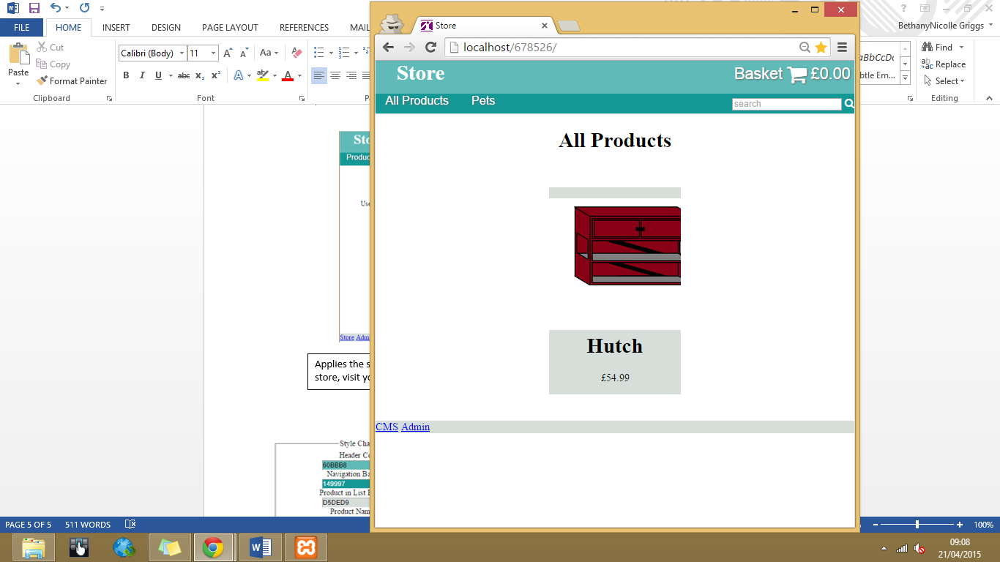 FILE HOME INSERT DESIGN PAGE LAYOUT REFERENCES MAIL
BethanyNicolle Griggs
Paste
Cut
Copy
Format Painter
Clipboard
Calibri (Body) 11
Aa
B I U abc x₂ x²
Font
AaBbCcDc
btle Em...
Find
Replace
Select
Editing
Sto
Produc
Use
Store Admi
Applies the s
store, visit yo
Style Cha
Header Co
60BBB8
Navigation Ba
149997
Product in List B
D5DED9
Product Nam
Store
localhost/678526/
Store
Basket £0.00
All Products Pets
search
All Products
Hutch
£54.99
CMS Admin
PAGE 5 OF 5 511 WORDS
100%
09:08
21/04/2015